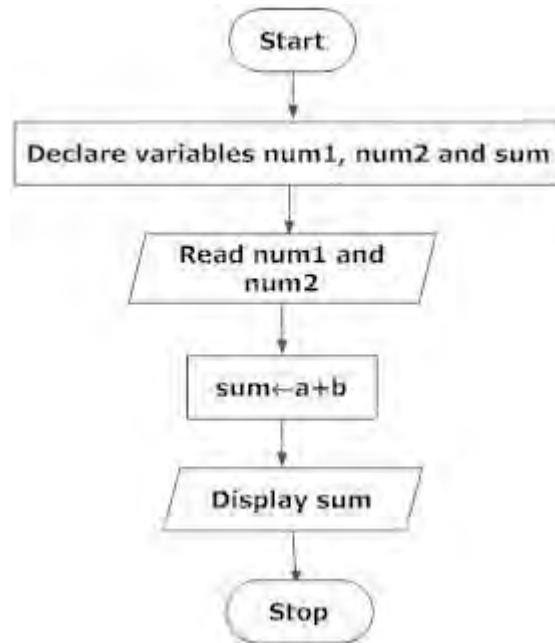 Start
Declare variables num1, num2 and sum
Read num1 and
num2
sum←a+b
Display sum
Stop